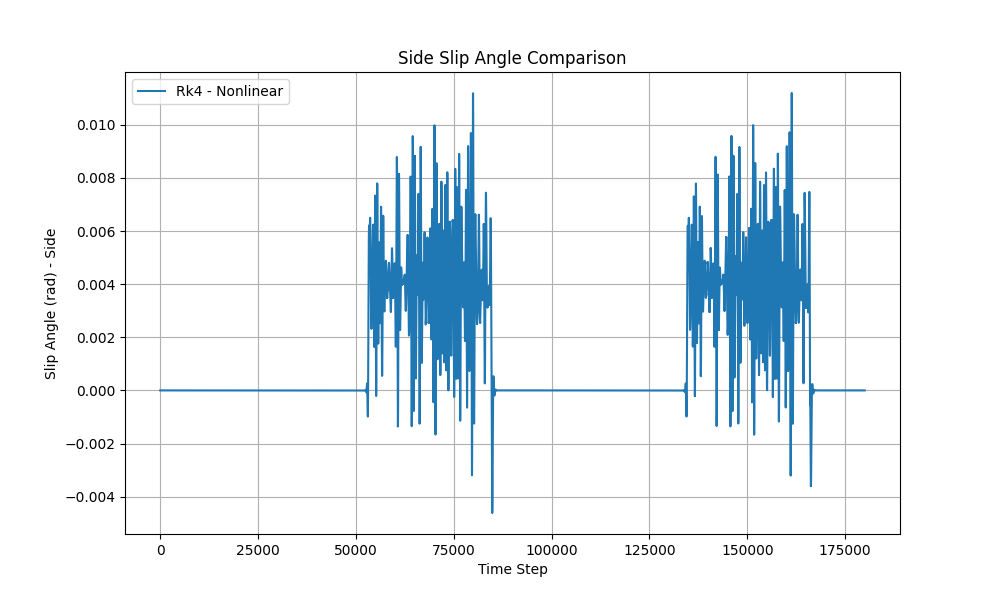 Side Slip Angle Comparison
Rk4 - Nonlinear
Slip Angle (rad) - Side
0.010
0.008
0.006
0.004
0.002
0.000
−0.002
−0.004
0 25000 50000 75000 100000 125000 150000 175000
Time Step